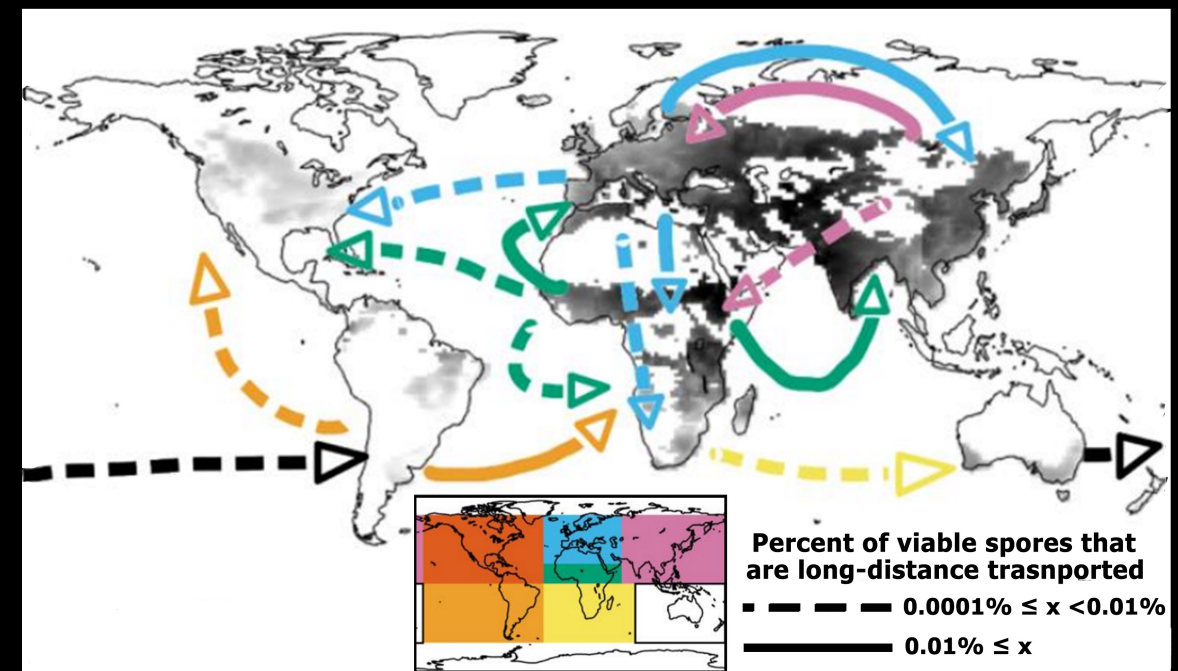 Percent of viable spores that
are long-distance trasnported
0.0001% ≤ x <0.01%
0.01% ≤ x